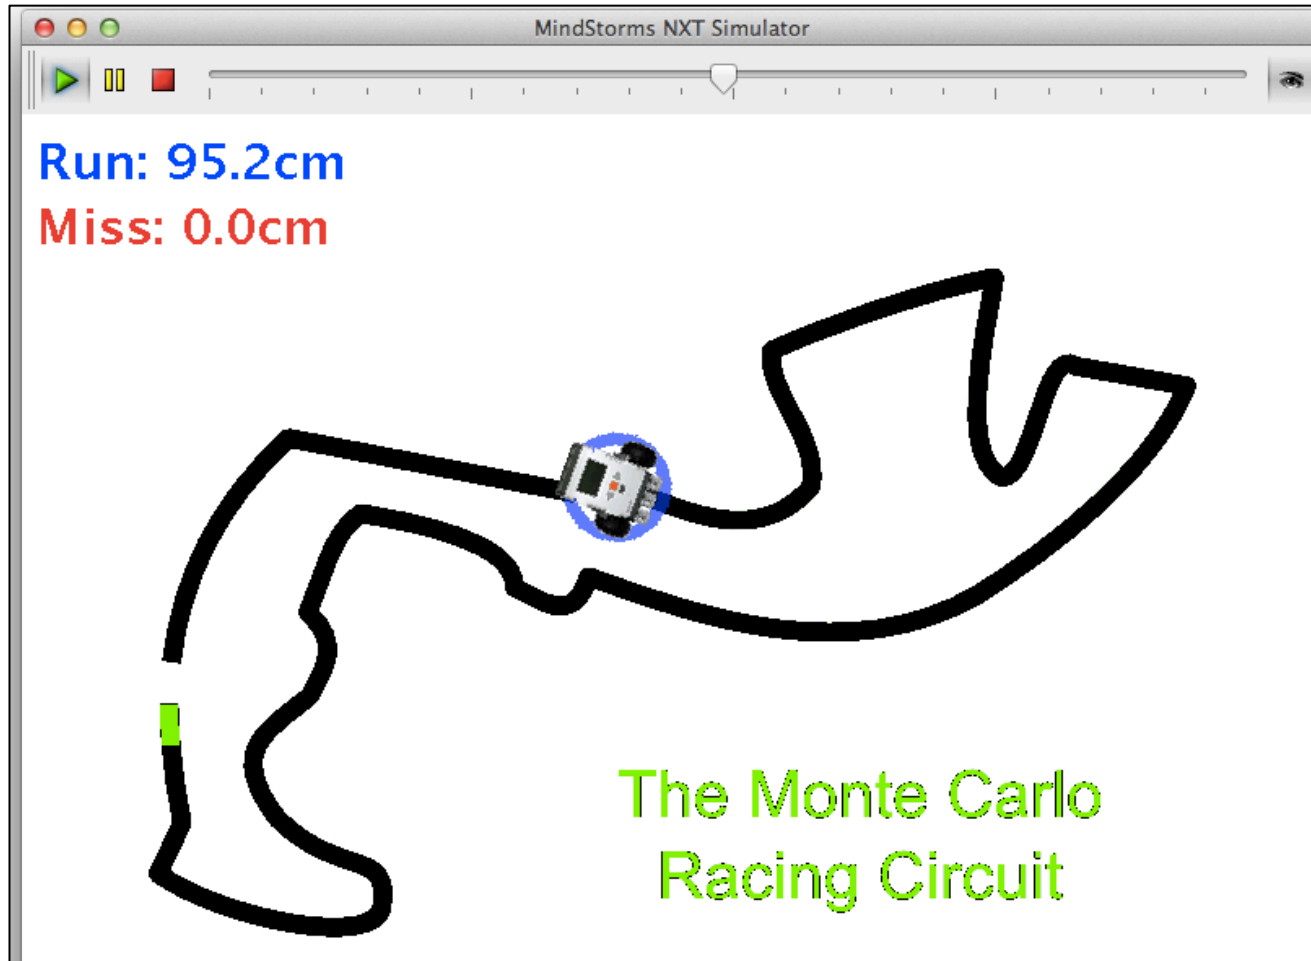 MindStorms NXT Simulator
Run: 95.2cm
Miss: 0.0cm
The Monte Carlo
Racing Circuit